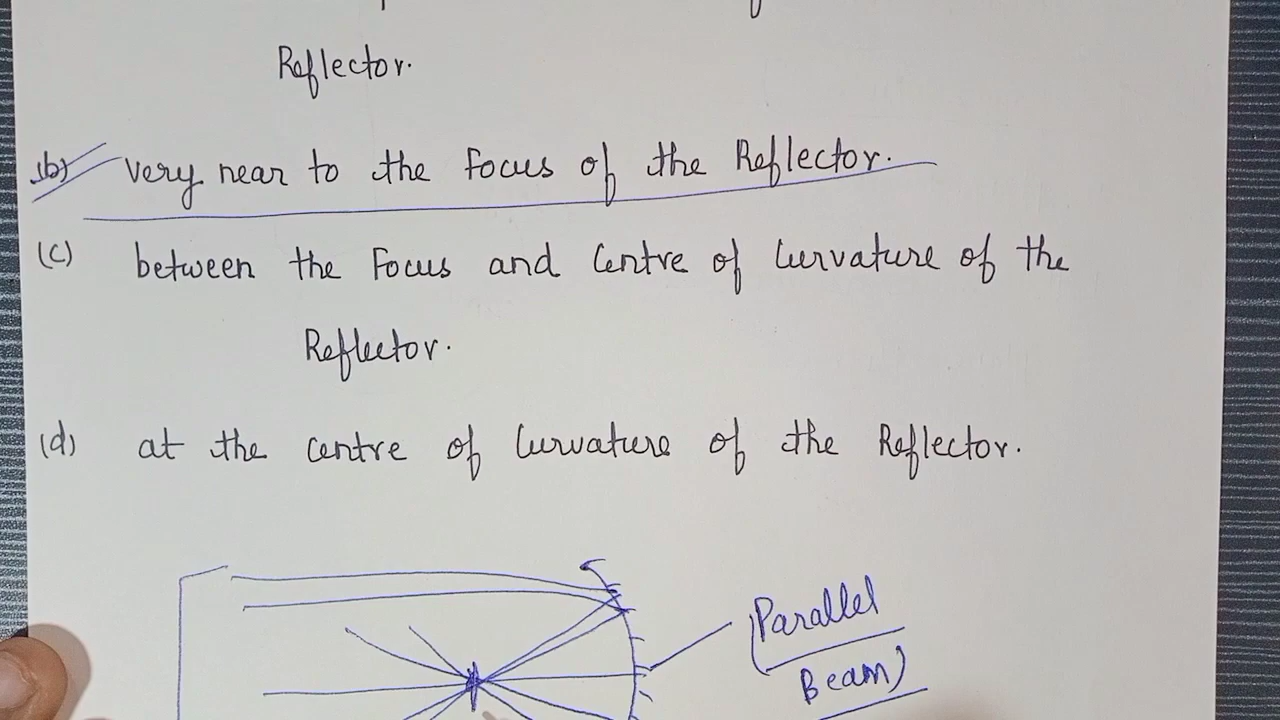 Reflector.
(b) very near to the Focus of the Reflector.
(c) between the Focus and Centre of Curvature of the
Reflector.
(d) at the centre of Curvature of the Reflector.
(Parallel
Beam)